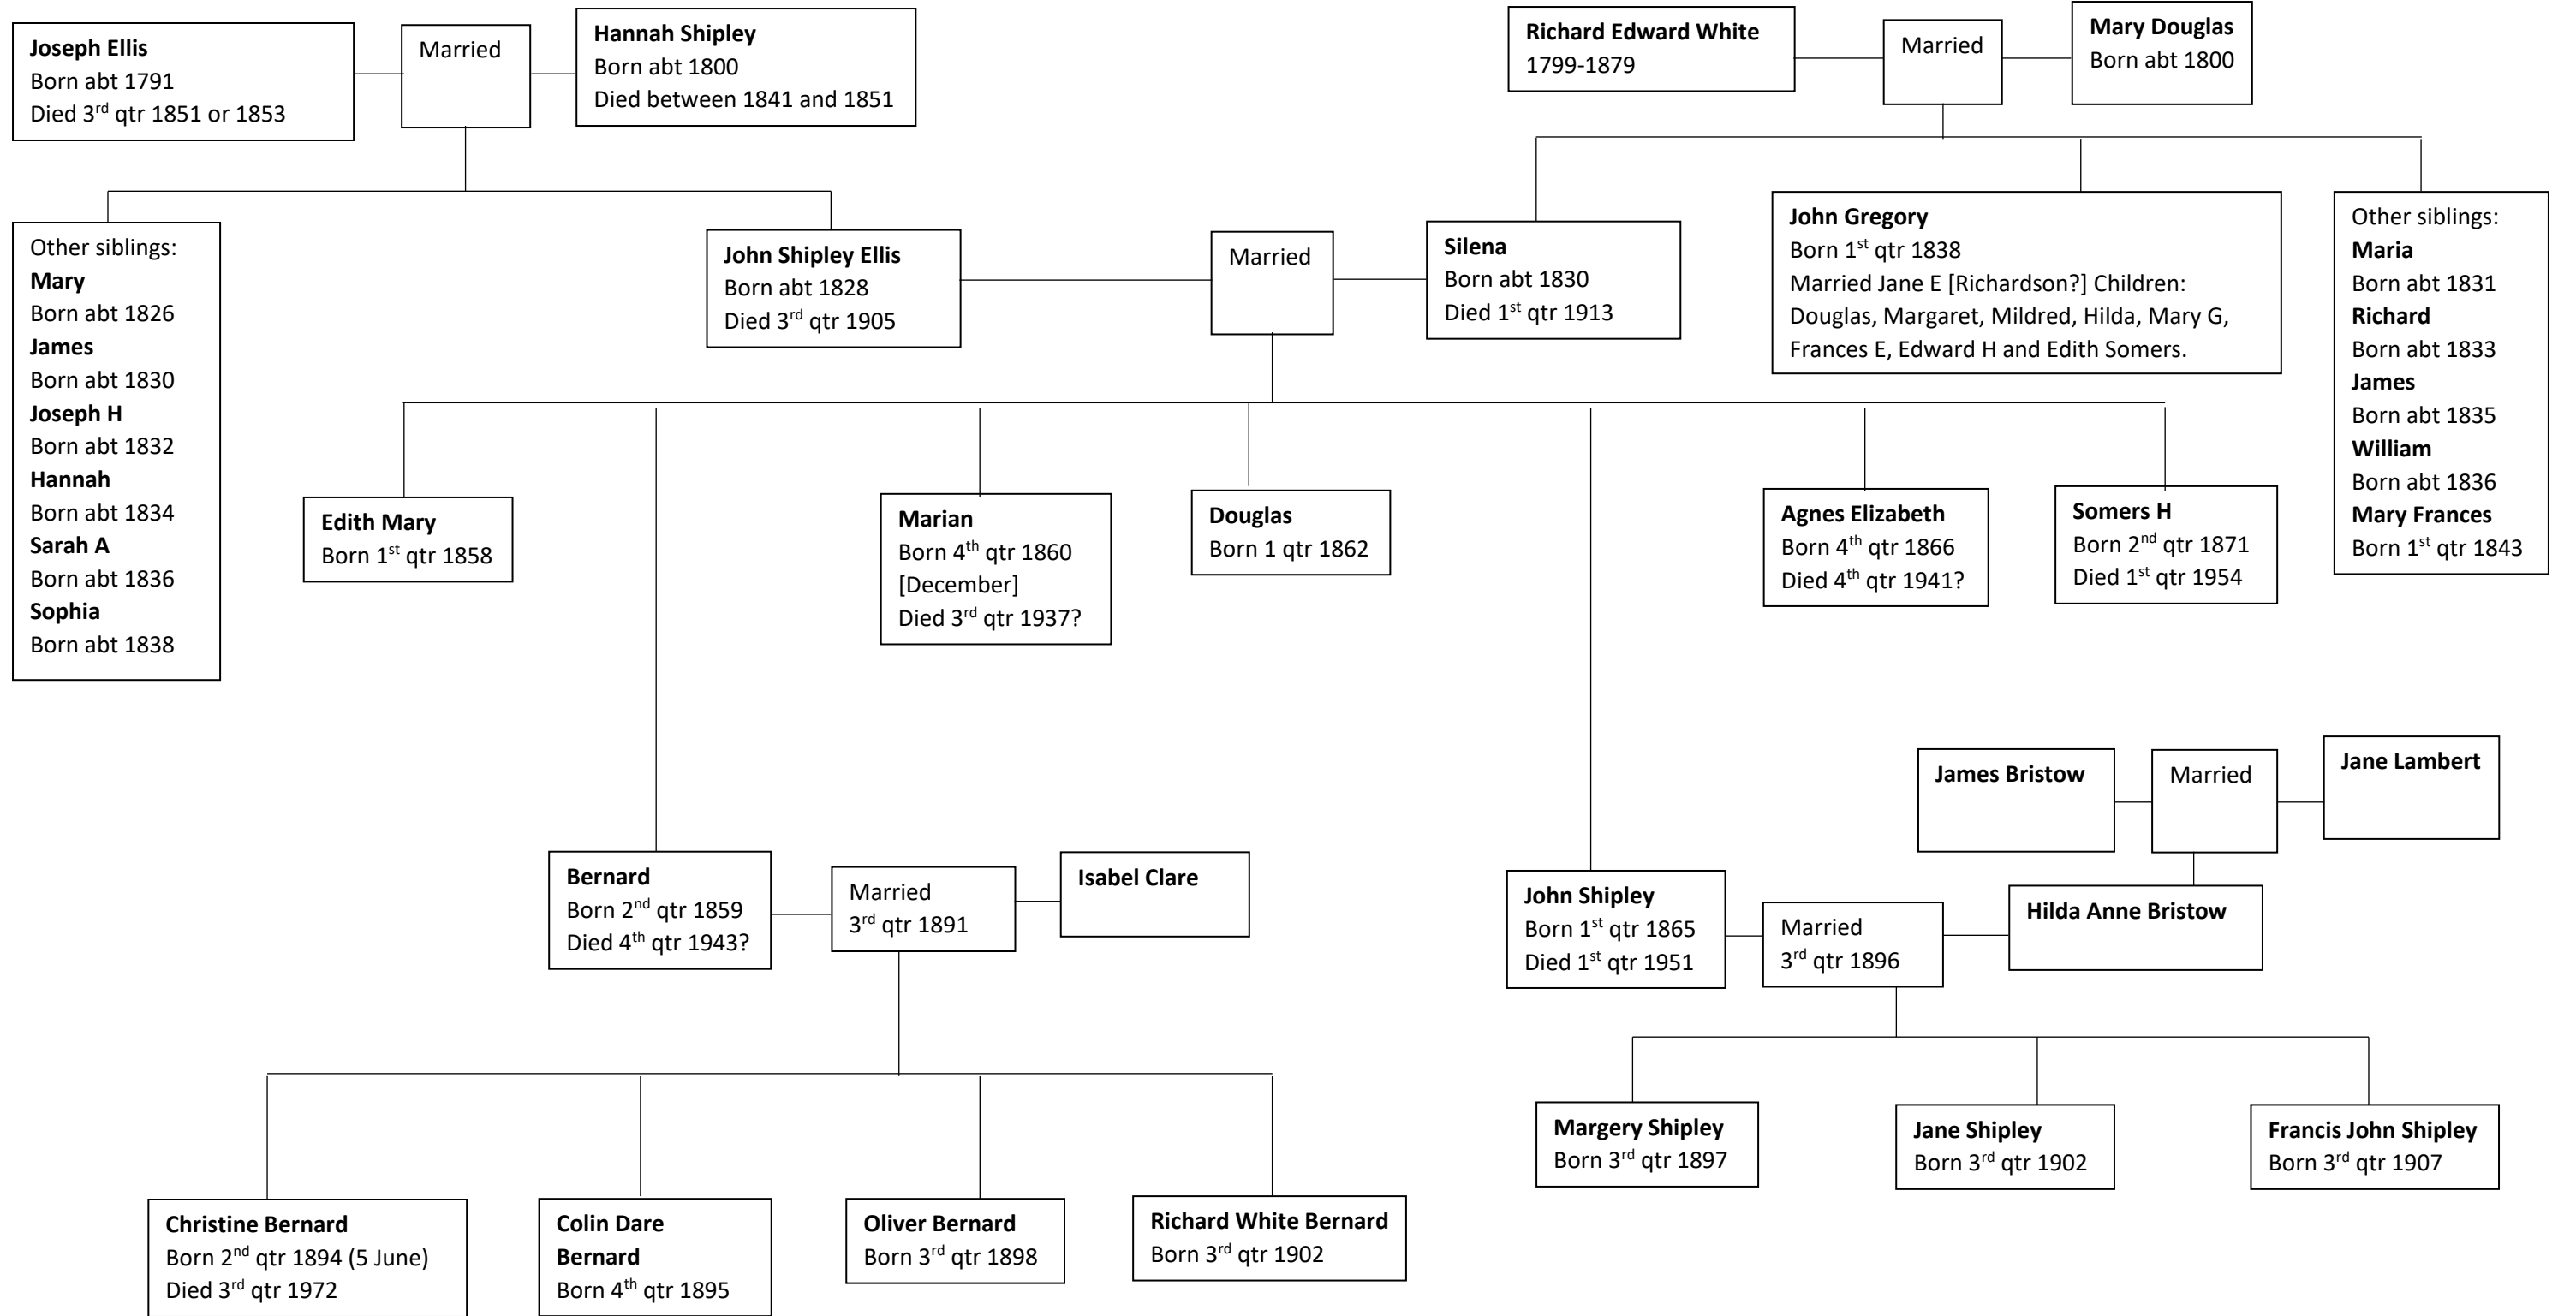 Joseph Ellis
Born abt 1791
Died 3rd qtr 1851 or 1853
Married
Hannah Shipley
Born abt 1800
Died between 1841 and 1851
Richard Edward White
1799-1879
Married
Mary Douglas
Born abt 1800
Other siblings:
Mary
Born abt 1826
James
Born abt 1830
Joseph H
Born abt 1832
Hannah
Born abt 1834
Sarah A
Born abt 1836
Sophia
Born abt 1838
John Shipley Ellis
Born abt 1828
Died 3rd qtr 1905
Married
Silena
Born abt 1830
Died 1st qtr 1913
John Gregory
Born 1st qtr 1838
Married Jane E [Richardson?] Children:
Douglas, Margaret, Mildred, Hilda, Mary G,
Frances E, Edward H and Edith Somers.
Other siblings:
Maria
Born abt 1831
Richard
Born abt 1833
James
Born abt 1835
William
Born abt 1836
Mary Frances
Born 1st qtr 1843
Edith Mary
Born 1st qtr 1858
Marian
Born 4th qtr 1860
[December]
Died 3rd qtr 1937?
Douglas
Born 1 qtr 1862
Agnes Elizabeth
Born 4th qtr 1866
Died 4th qtr 1941?
Somers H
Born 2nd qtr 1871
Died 1st qtr 1954
James Bristow
Married
Jane Lambert
Bernard
Born 2nd qtr 1859
Died 4th qtr 1943?
Married
3rd qtr 1891
Isabel Clare
John Shipley
Born 1st qtr 1865
Died 1st qtr 1951
Married
3rd qtr 1896
Hilda Anne Bristow
Margery Shipley
Born 3rd qtr 1897
Jane Shipley
Born 3rd qtr 1902
Francis John Shipley
Born 3rd qtr 1907
Christine Bernard
Born 2nd qtr 1894 (5 June)
Died 3rd qtr 1972
Colin Dare
Bernard
Born 4th qtr 1895
Oliver Bernard
Born 3rd qtr 1898
Richard White Bernard
Born 3rd qtr 1902